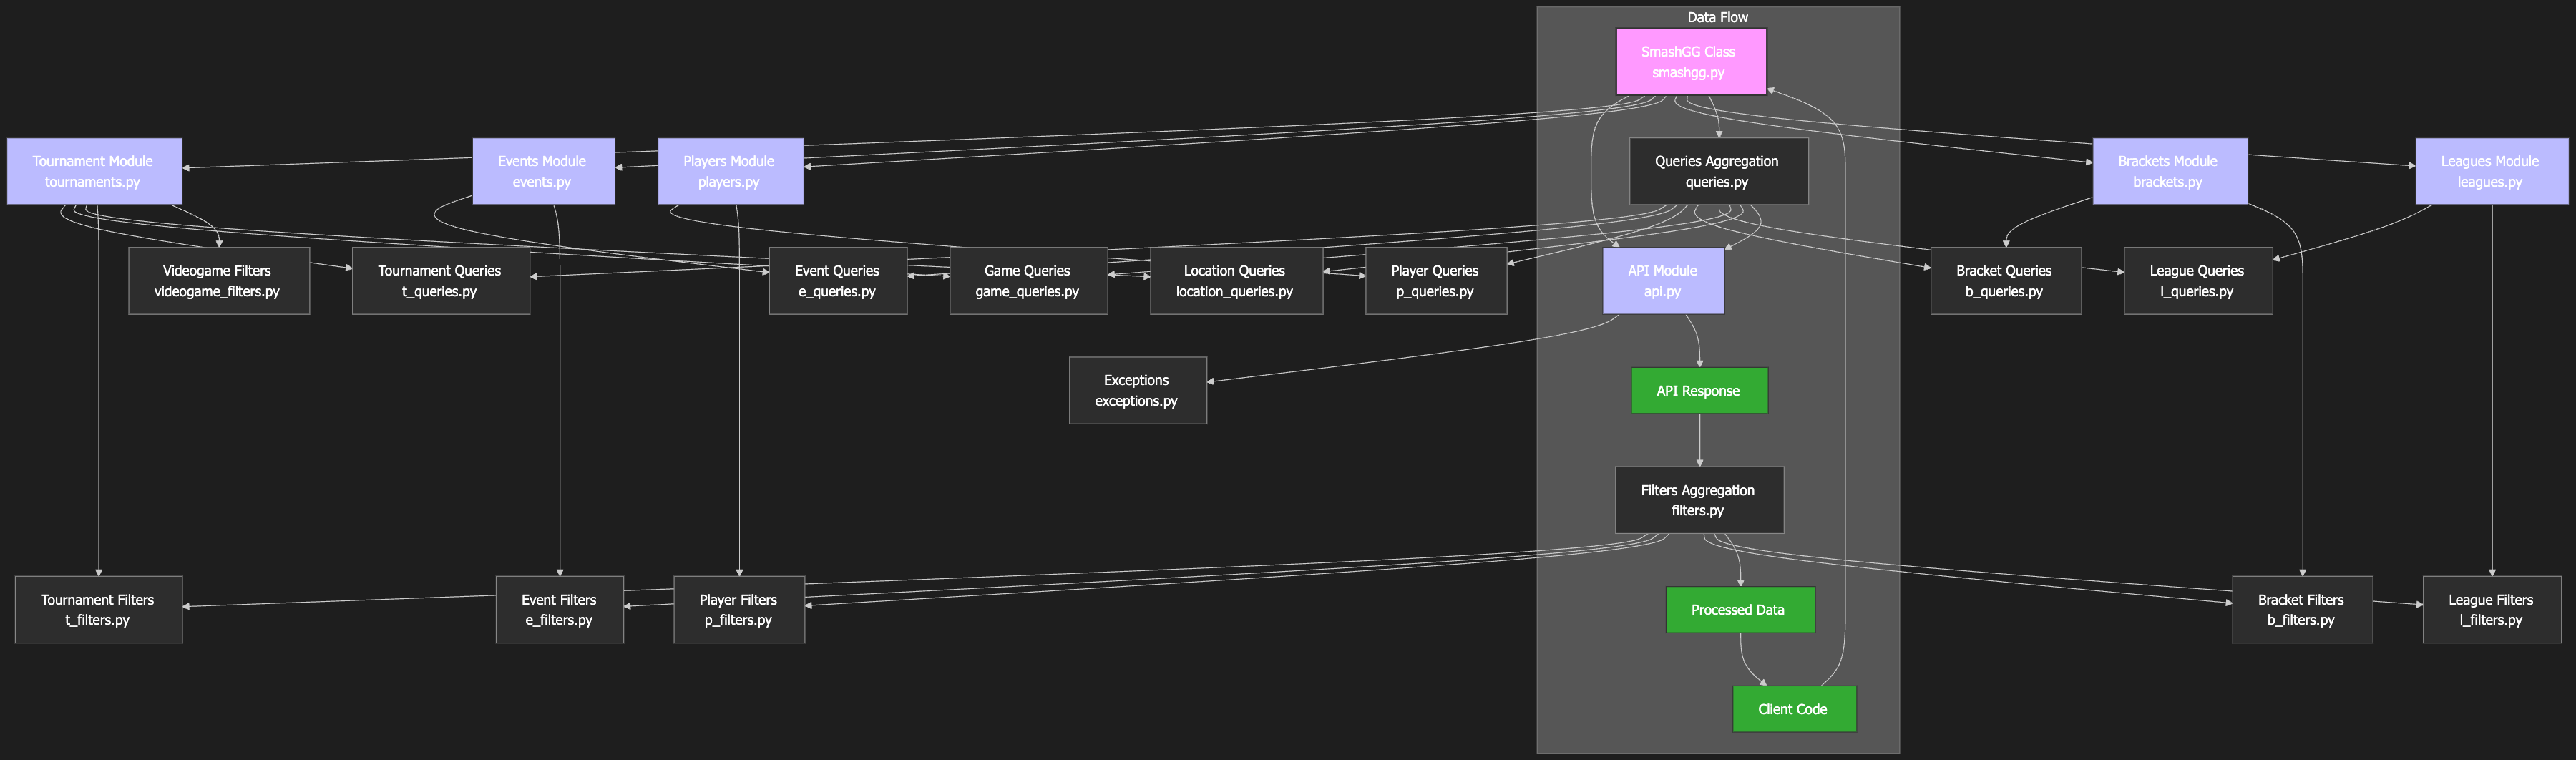 Data Flow
SmashGG Class
smashgg.py
Tournament Module
tournaments.py
Events Module
events.py
Players Module
players.py
Queries Aggregation
queries.py
Brackets Module
brackets.py
Leagues Module
leagues.py
Videogame Filters
videogame_filters.py
Tournament Queries
t_queries.py
Event Queries
e_queries.py
Game Queries
game_queries.py
Location Queries
location_queries.py
Player Queries
p_queries.py
API Module
api.py
Bracket Queries
b_queries.py
League Queries
l_queries.py
Exceptions
exceptions.py
API Response
Filters Aggregation
filters.py
Tournament Filters
t_filters.py
Event Filters
e_filters.py
Player Filters
p_filters.py
Processed Data
Bracket Filters
b_filters.py
League Filters
l_filters.py
Client Code